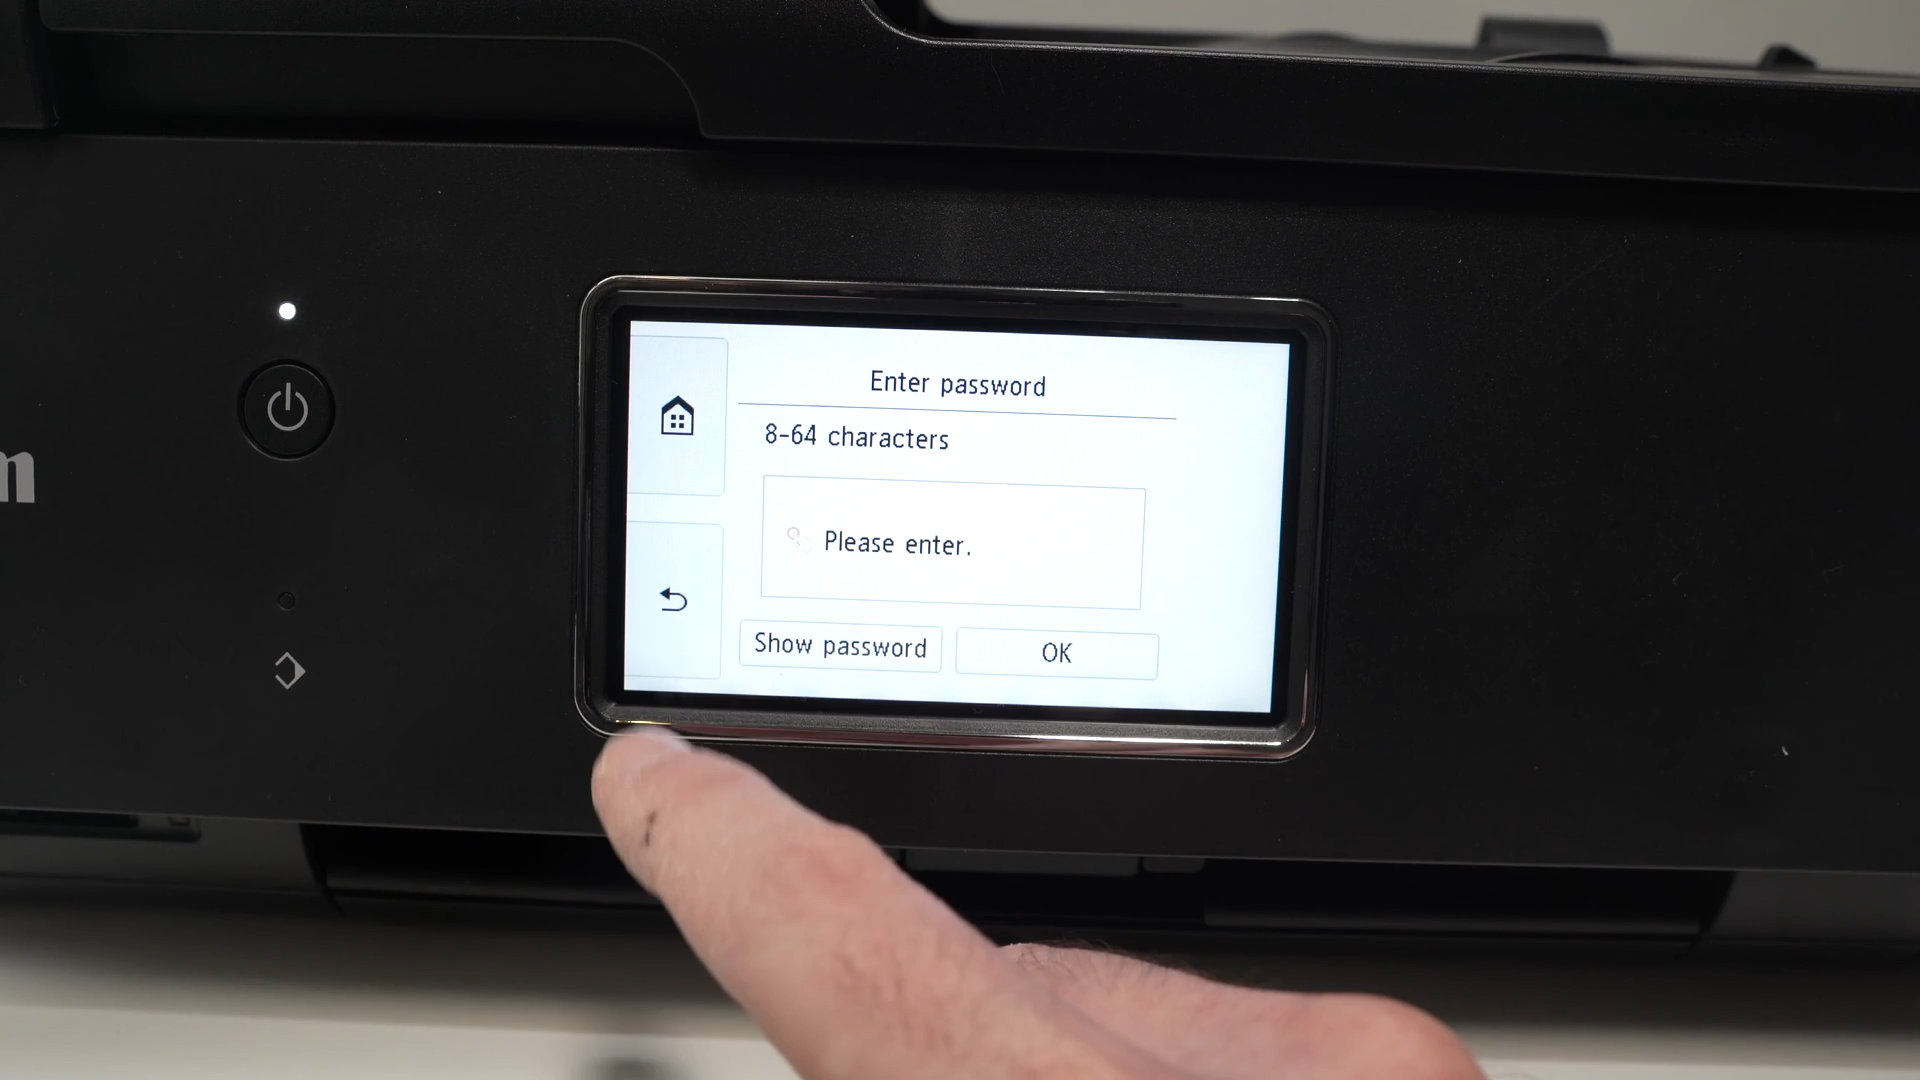 Enter password
8-64 characters
Please enter.
Show password
OK